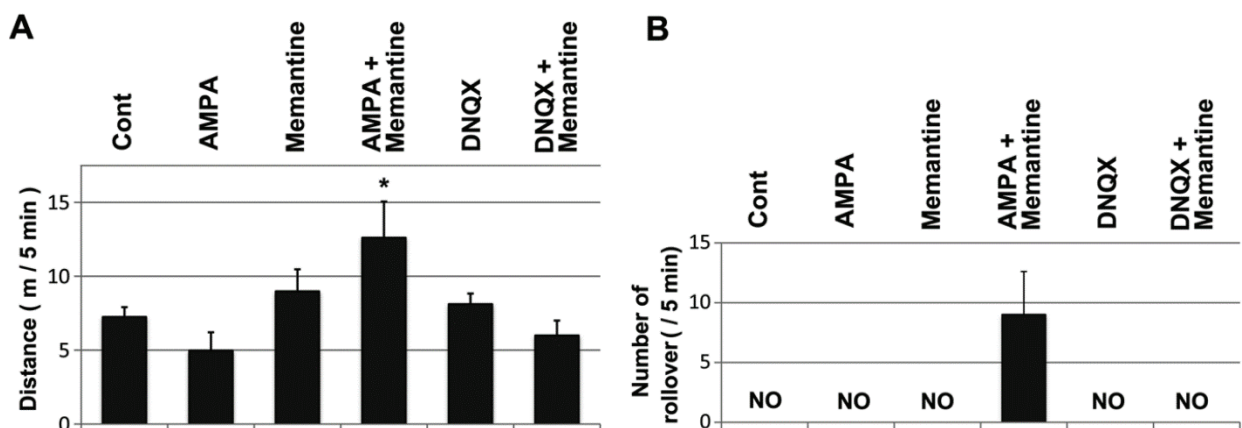 A
Cont
AMPA
Memantine
AMPA +
Memantine
DNQX
DNQX +
Memantine
Distance ( m / 5 min )
15
10
5
0
*
B
Cont
AMPA
Memantine
AMPA +
Memantine
DNQX
DNQX +
Memantine
Number of
rollover ( / 5 min)
15
10
5
0
NO
NO
NO
NO
NO